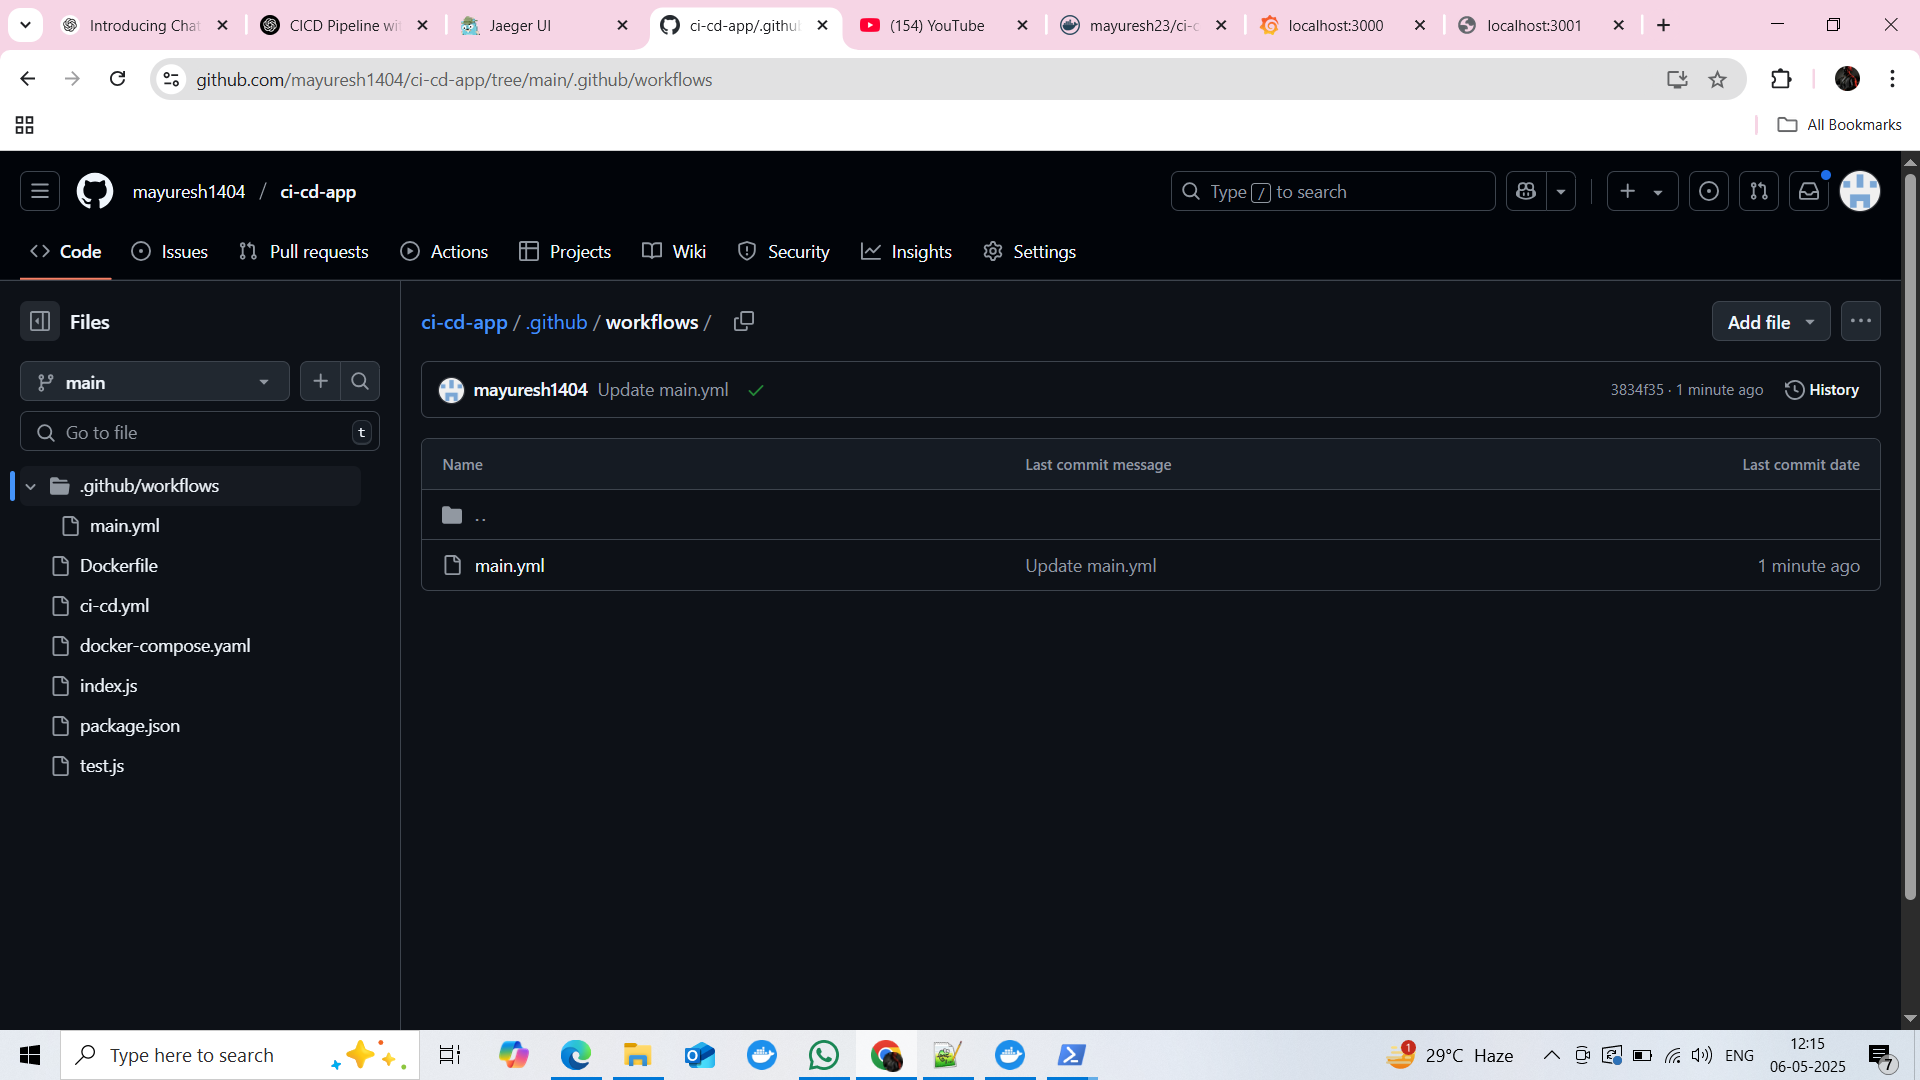 Introducing Chat
CICD Pipeline wit
Jaeger UI
ci-cd-app/.githu
(154) YouTube
mayuresh23/ci-c
localhost:3000
localhost:3001
github.com/mayuresh1404/ci-cd-app/tree/main/.github/workflows
All Bookmarks
mayuresh1404 / ci-cd-app
Type / to search
Code
Issues
Pull requests
Actions
Projects
Wiki
Security
Insights
Settings
Files
ci-cd-app / .github / workflows /
Add file
main
mayuresh1404 Update main.yml
3834f35 · 1 minute ago
History
Go to file
t
Name
Last commit message
Last commit date
.github/workflows
..
main.yml
main.yml
Update main.yml
1 minute ago
Dockerfile
ci-cd.yml
docker-compose.yaml
index.js
package.json
test.js
Type here to search
1
29°C Haze
ENG
12:15
06-05-2025
7